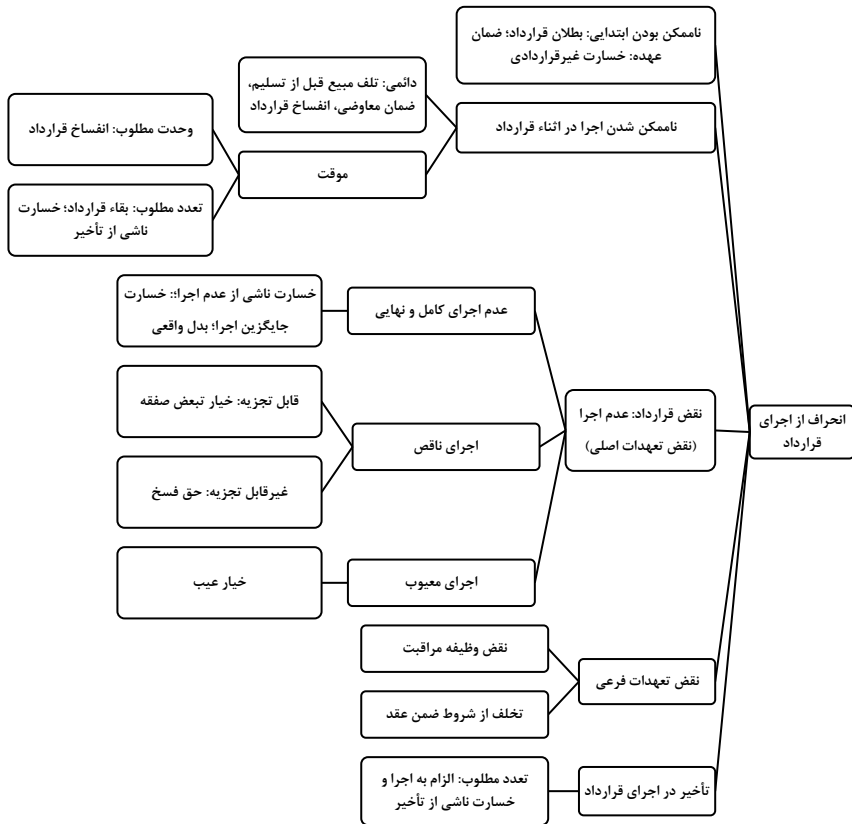 ناممکن بودن ابتدایی: بطلان قرارداد؛ ضمان
عهده: خسارت غیرقراردادی
دائمی: تلف مبیع قبل از تسلیم،
ضمان معاوضی، انفساخ قرارداد
ناممکن شدن اجرا در اثناء قرارداد
وحدت مطلوب: انفساخ قرارداد
موقت
تعدد مطلوب: بقاء قرارداد؛ خسارت
ناشی از تأخیر
عدم اجرای کامل و نهایی
خسارت ناشی از عدم اجرا؛: خسارت
جایگزین اجرا؛ بدل واقعی
انحراف از اجرای
قرارداد
نقض قرارداد: عدم اجرا
(نقض تعهدات اصلی)
اجرای ناقص
قابل تجزیه: خیار تبعض صفقه
غیرقابل تجزیه: حق فسخ
اجرای معیوب
خیار عیب
نقض تعهدات فرعی
نقض وظیفه مراقبت
تخلف از شروط ضمن عقد
تأخیر در اجرای قرارداد
تعدد مطلوب: الزام به اجرا و
خسارت ناشی از تأخیر